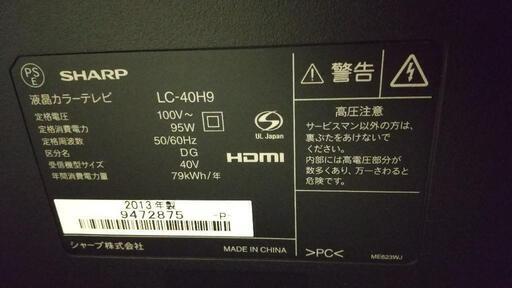 PSE
SHARP
液晶カラーテレビ LC-40H9
定格電圧 100V~
定格消費電力 95W
定格周波数 50/60Hz
区分名 DG
受信機型サイズ 40V
年間消費電力量 79kWh/年
UL Japan
HDMI
2013年製
9472875 -P-
シャープ株式会社
MADE IN CHINA
警告
高圧注意
サービスマン以外の方は、
裏ぶたをあけないで
ください。
内部には高電圧部分が
数多くあり、万一さわると
危険です。
>PC<
ME623WJ